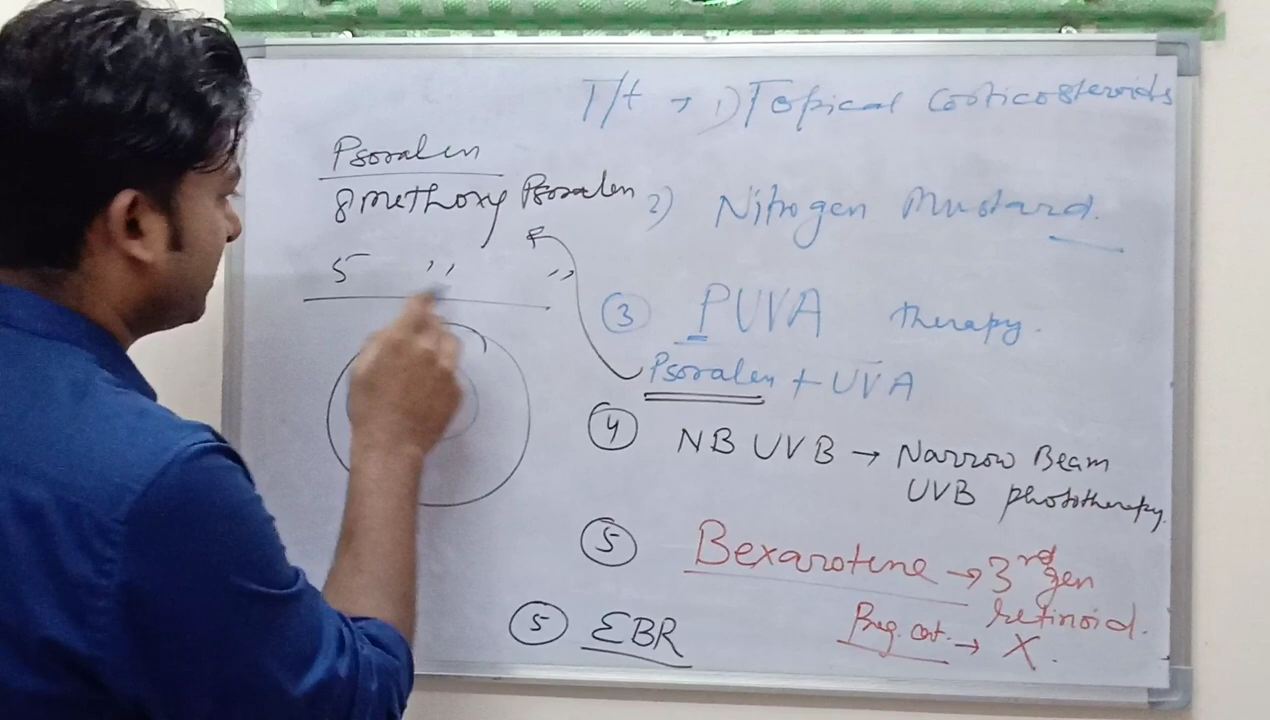 T/t → 1) Topical Corticosteroids
Psoralen
8 methoxy Psoralen
5 " "
2) Nitrogen Mustard.
3 PUVA therapy.
Psoralen + UVA
4 NB UVB → Narrow Beam
UVB phototherapy.
5 Bexarotene → 3rd gen
retinoid.
Preg. cat. → X.
5 EBR